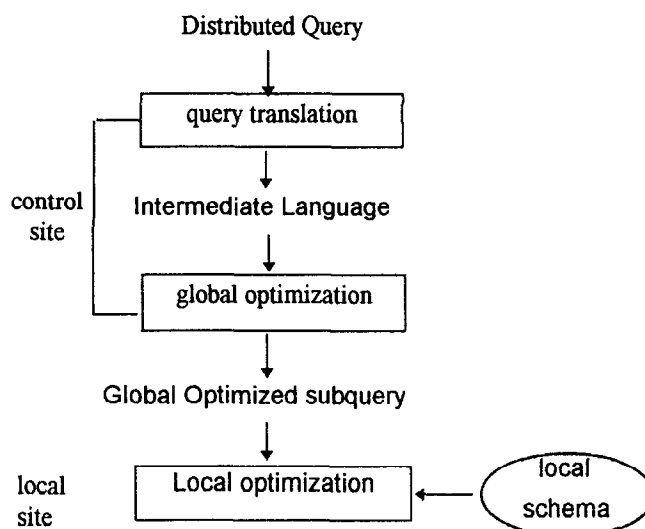 Distributed Query
query translation
control
site
Intermediate Language
global optimization
Global Optimized subquery
local
site
Local optimization
local
schema